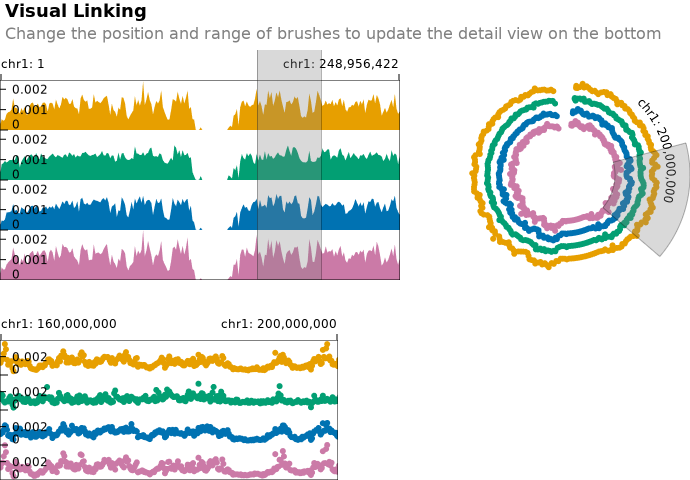 Visual Linking
Change the position and range of brushes to update the detail view on the bottom
chr1: 1
chr1: 248,956,422
0.002
0.001
0
0.002
0.001
0
0.002
0.001
0
0.002
0.001
0
chr1: 200,000,000
chr1: 160,000,000
chr1: 200,000,000
0.002
0
0.002
0
0.002
0
0.002
0